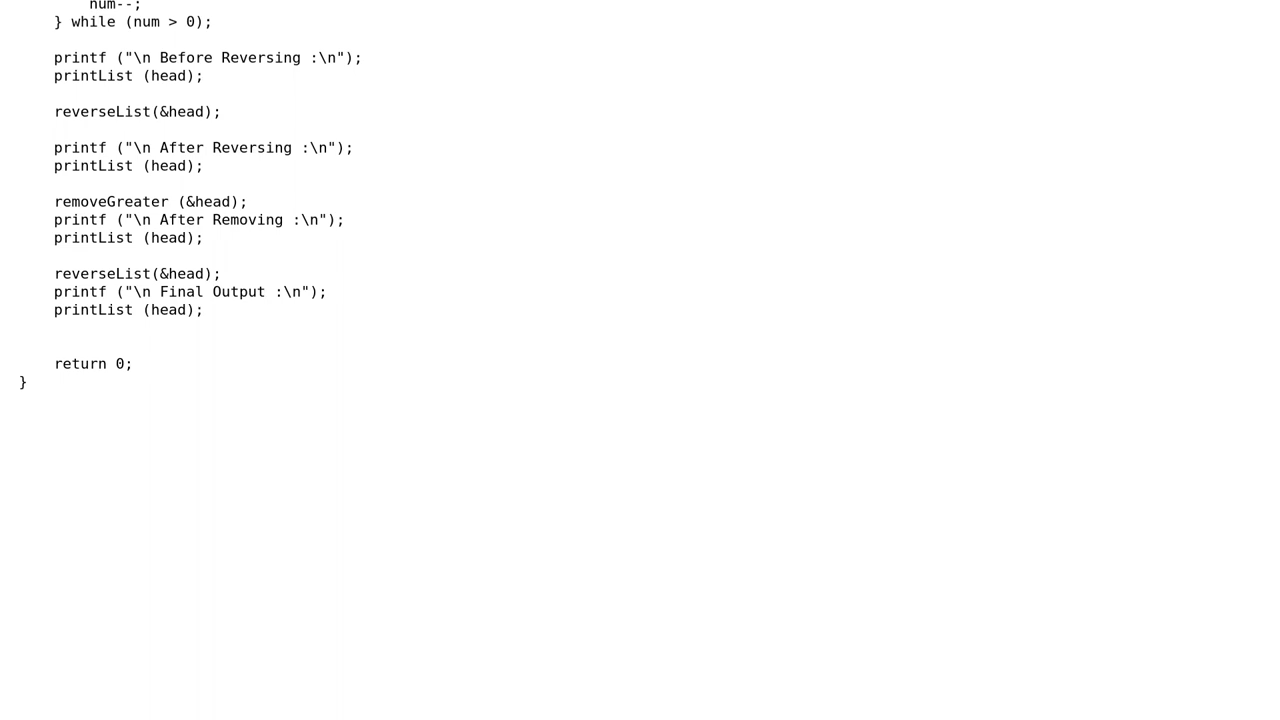 num--;
} while (num > 0);
printf ("\n Before Reversing :\n");
printList (head);
reverseList(&head);
printf ("\n After Reversing :\n");
printList (head);
removeGreater (&head);
printf ("\n After Removing :\n");
printList (head);
reverseList(&head);
printf ("\n Final Output :\n");
printList (head);
return 0;
}